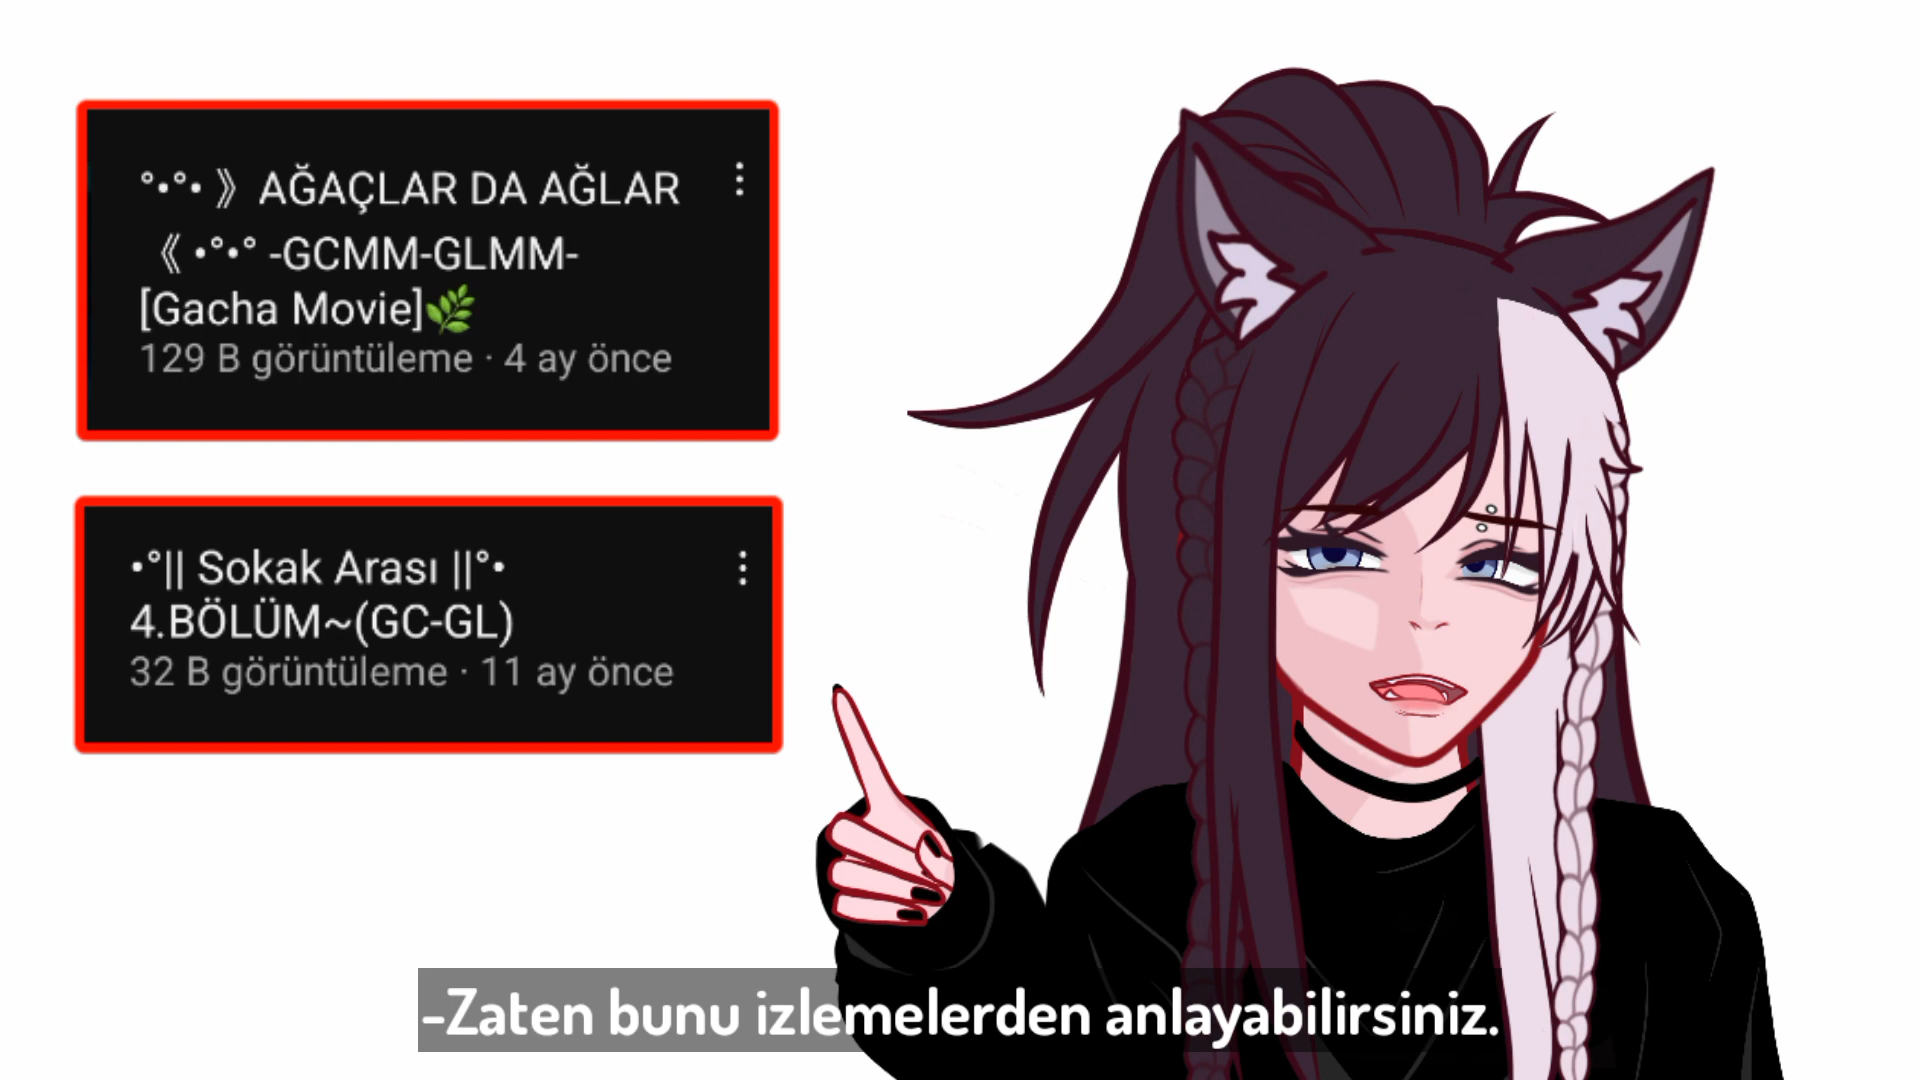 °•°• 》 AĞAÇLAR DA AĞLAR
《 •°•° -GCMM-GLMM-
[Gacha Movie]🌿
129 B görüntüleme · 4 ay önce
•°|| Sokak Arası ||°•
4.BÖLÜM~(GC-GL)
32 B görüntüleme · 11 ay önce
-Zaten bunu izlemelerden anlayabilirsiniz.